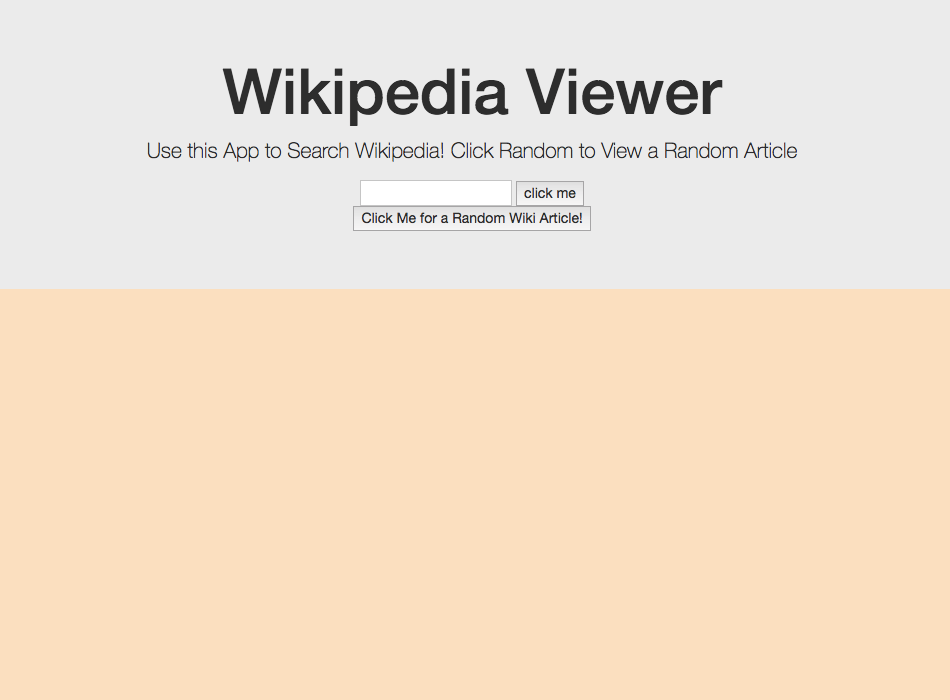 Wikipedia Viewer
Use this App to Search Wikipedia! Click Random to View a Random Article
click me
Click Me for a Random Wiki Article!